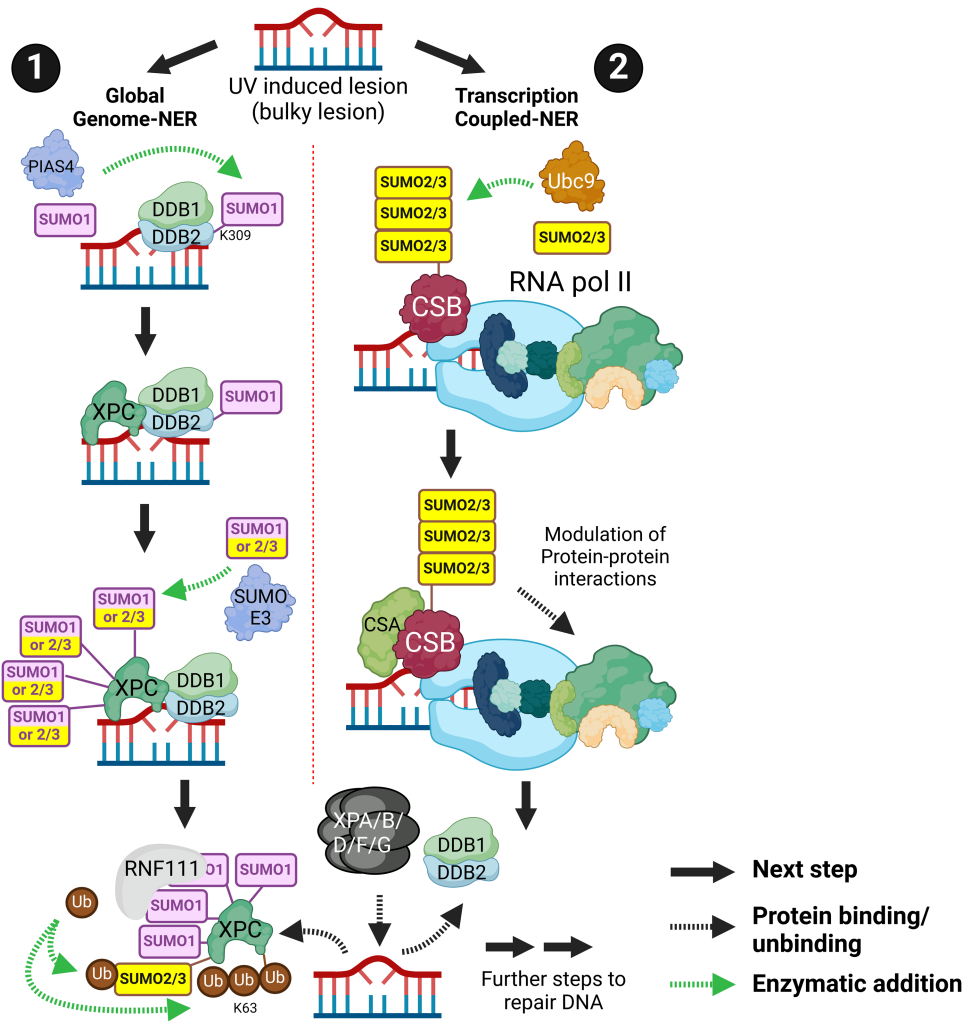 1
2
UV induced lesion
(bulky lesion)
Global
Genome-NER
Transcription
Coupled-NER
PIAS4
SUMO1
DDB1
DDB2
SUMO1
K309
SUMO2/3
SUMO2/3
SUMO2/3
Ubc9
SUMO2/3
RNA pol II
CSB
XPC
DDB1
DDB2
SUMO1
SUMO2/3
SUMO2/3
SUMO2/3
Modulation of
Protein-protein
interactions
CSA
CSB
SUMO1
or 2/3
SUMO
E3
SUMO1
or 2/3
SUMO1
or 2/3
SUMO1
or 2/3
SUMO1
or 2/3
XPC
DDB1
DDB2
XPA/B/
D/F/G
DDB1
DDB2
RNF111
O1
SUMO1
SUMO1
SUMO1
XPC
Ub
Ub
SUMO2/3
Ub
Ub
Ub
K63
Further steps to
repair DNA
Next step
Protein binding/
unbinding
Enzymatic addition